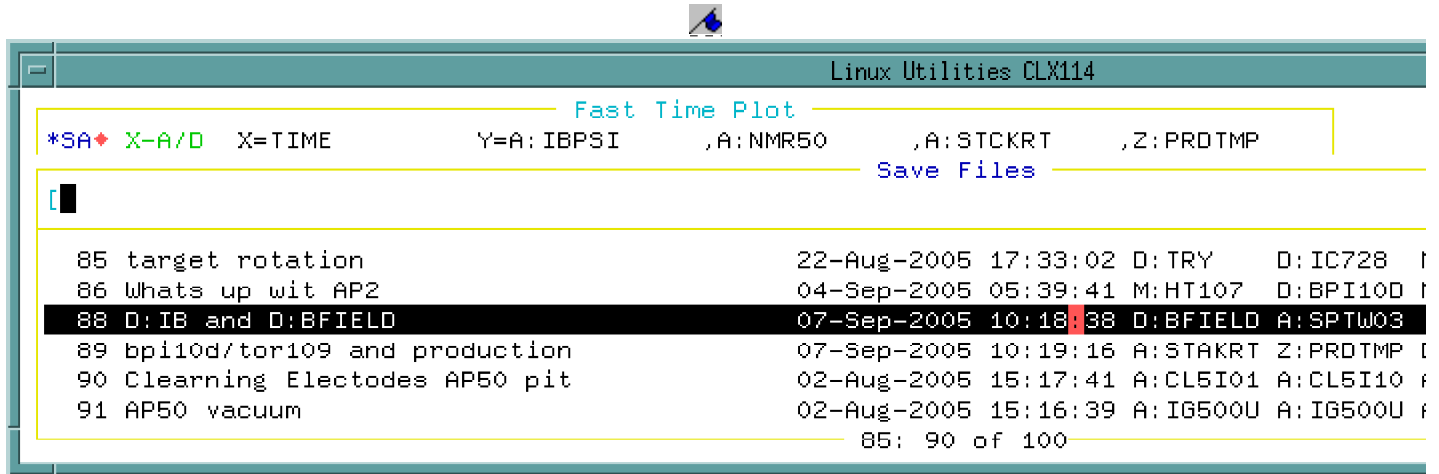 Linux Utilities CLX114
Fast Time Plot
*SA♦ X-A/D X=TIME Y=A:IBPSI ,A:NMR50 ,A:STCKRT ,Z:PRDTMP
Save Files
[
85 target rotation 22-Aug-2005 17:33:02 D:TRY D:IC728
86 Whats up wit AP2 04-Sep-2005 05:39:41 M:HT107 D:BPI10D
88 D:IB and D:BFIELD 07-Sep-2005 10:18:38 D:BFIELD A:SPTW03
89 bpi10d/tor109 and production 07-Sep-2005 10:19:16 A:STAKRT Z:PRDTMP
90 Clearning Electodes AP50 pit 02-Aug-2005 15:17:41 A:CL5I01 A:CL5I10
91 AP50 vacuum 02-Aug-2005 15:16:39 A:IG500U A:IG500U
85: 90 of 100